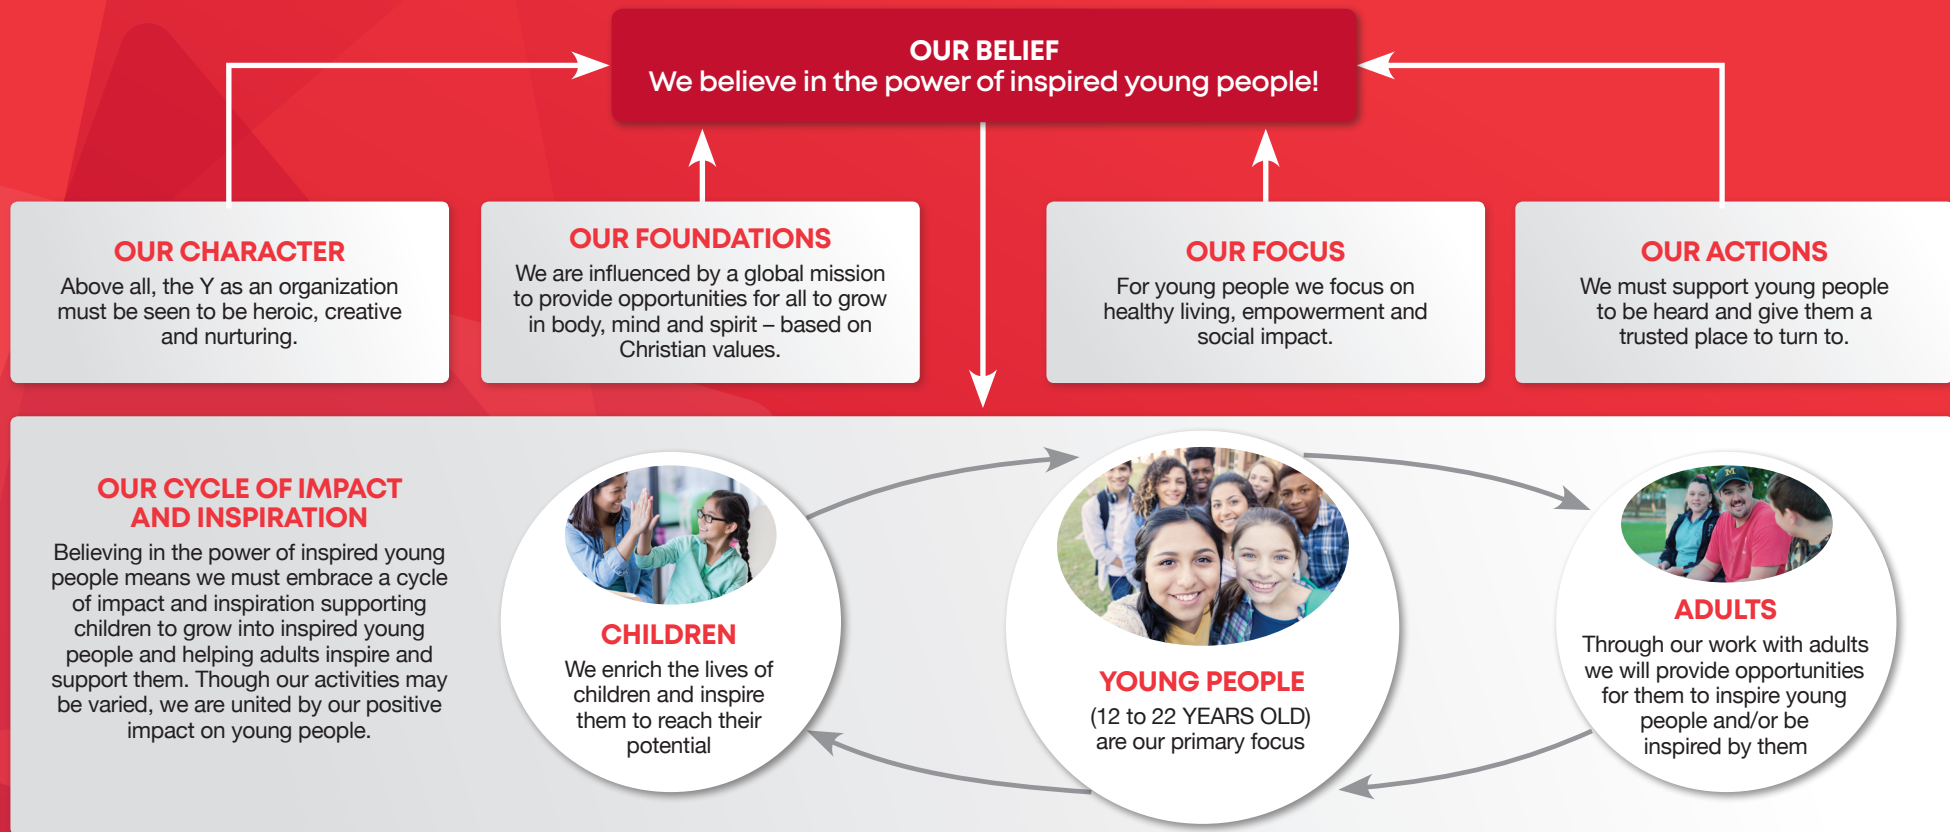 OUR BELIEF
We believe in the power of inspired young people!
OUR CHARACTER
Above all, the Y as an organization
must be seen to be heroic, creative
and nurturing.
OUR FOUNDATIONS
We are influenced by a global mission
to provide opportunities for all to grow
in body, mind and spirit – based on
Christian values.
OUR FOCUS
For young people we focus on
healthy living, empowerment and
social impact.
OUR ACTIONS
We must support young people
to be heard and give them a
trusted place to turn to.
OUR CYCLE OF IMPACT
AND INSPIRATION
Believing in the power of inspired young
people means we must embrace a cycle
of impact and inspiration supporting
children to grow into inspired young
people and helping adults inspire and
support them. Though our activities may
be varied, we are united by our positive
impact on young people.
CHILDREN
We enrich the lives of
children and inspire
them to reach their
potential
YOUNG PEOPLE
(12 to 22 YEARS OLD)
are our primary focus
M
ADULTS
Through our work with adults
we will provide opportunities
for them to inspire young
people and/or be
inspired by them